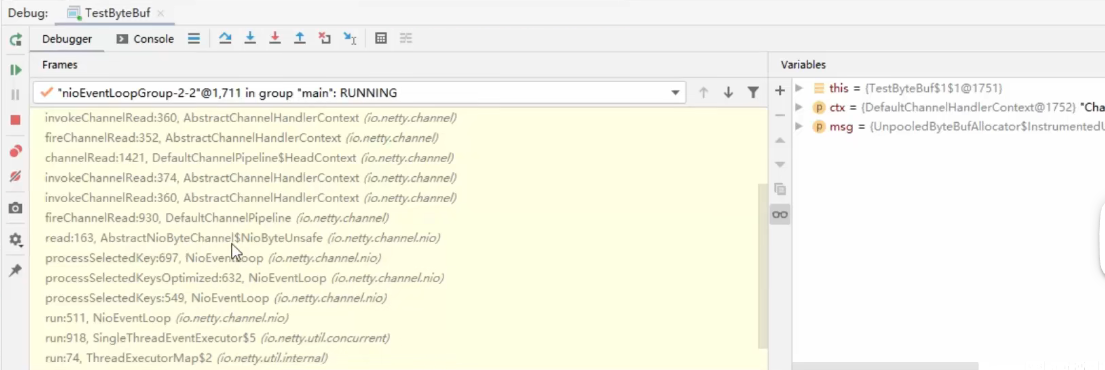 Debug: TestByteBuf
Debugger Console
Frames
Variables
"nioEventLoopGroup-2-2"@1,711 in group "main": RUNNING
this = {TestByteBuf$1$1@1751}
ctx = {DefaultChannelHandlerContext@1752} "Cha
msg = {UnpooledByteBufAllocator$InstrumentedU
invokeChannelRead:360, AbstractChannelHandlerContext (io.netty.channel)
fireChannelRead:352, AbstractChannelHandlerContext (io.netty.channel)
channelRead:1421, DefaultChannelPipeline$HeadContext (io.netty.channel)
invokeChannelRead:374, AbstractChannelHandlerContext (io.netty.channel)
invokeChannelRead:360, AbstractChannelHandlerContext (io.netty.channel)
fireChannelRead:930, DefaultChannelPipeline (io.netty.channel)
read:163, AbstractNioByteChannel$NioByteUnsafe (io.netty.channel.nio)
processSelectedKey:697, NioEventLoop (io.netty.channel.nio)
processSelectedKeysOptimized:632, NioEventLoop (io.netty.channel.nio)
processSelectedKeys:549, NioEventLoop (io.netty.channel.nio)
run:511, NioEventLoop (io.netty.channel.nio)
run:918, SingleThreadEventExecutor$5 (io.netty.util.concurrent)
run:74, ThreadExecutorMap$2 (io.netty.util.internal)